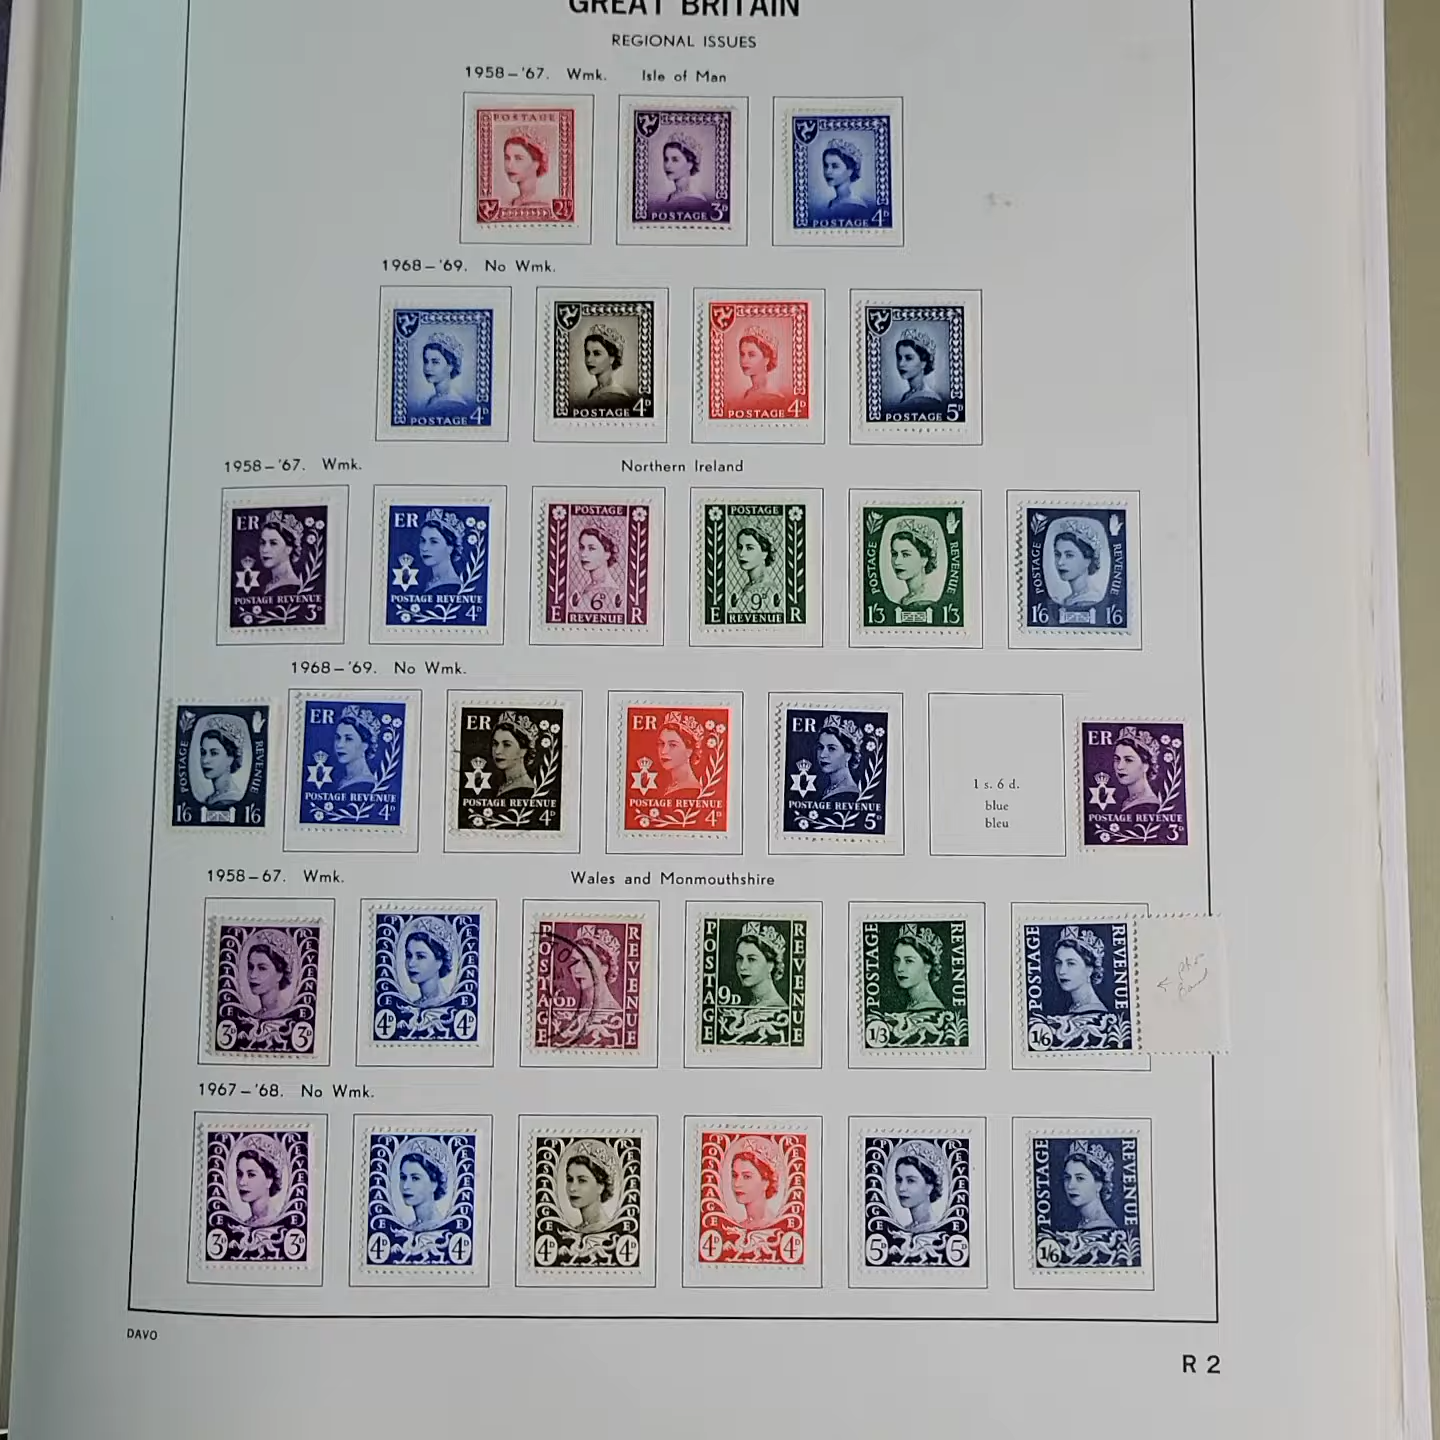 GREAT BRITAIN
REGIONAL ISSUES
1958–'67. Wmk. Isle of Man
POSTAGE 2½D
POSTAGE 3D
POSTAGE 4D
1968–'69. No Wmk.
POSTAGE 4D
POSTAGE 4D
POSTAGE 4D
POSTAGE 5D
1958–'67. Wmk. Northern Ireland
ER POSTAGE REVENUE 3D
ER POSTAGE REVENUE 4D
POSTAGE 6D E REVENUE R
POSTAGE 9D E REVENUE R
POSTAGE REVENUE 1'3 1'3
POSTAGE REVENUE 1'6 1'6
1968–'69. No Wmk.
POSTAGE REVENUE 1'6 1'6
ER POSTAGE REVENUE 4D
ER POSTAGE REVENUE 4D
ER POSTAGE REVENUE 4D
ER POSTAGE REVENUE 5D
1 s. 6 d.
blue
bleu
ER POSTAGE REVENUE 3D
1958–67. Wmk. Wales and Monmouthshire
POSTAGE REVENUE 3D 3D
POSTAGE REVENUE 4D 4D
POSTAGE REVENUE 6D
POSTAGE REVENUE 9D
POSTAGE REVENUE 1/3
POSTAGE REVENUE 1/6
1967–'68. No Wmk.
POSTAGE REVENUE 3D 3D
POSTAGE REVENUE 4D 4D
POSTAGE REVENUE 4D 4D
POSTAGE REVENUE 4D 4D
POSTAGE REVENUE 5D 5D
POSTAGE REVENUE 1/6
DAVO
R 2